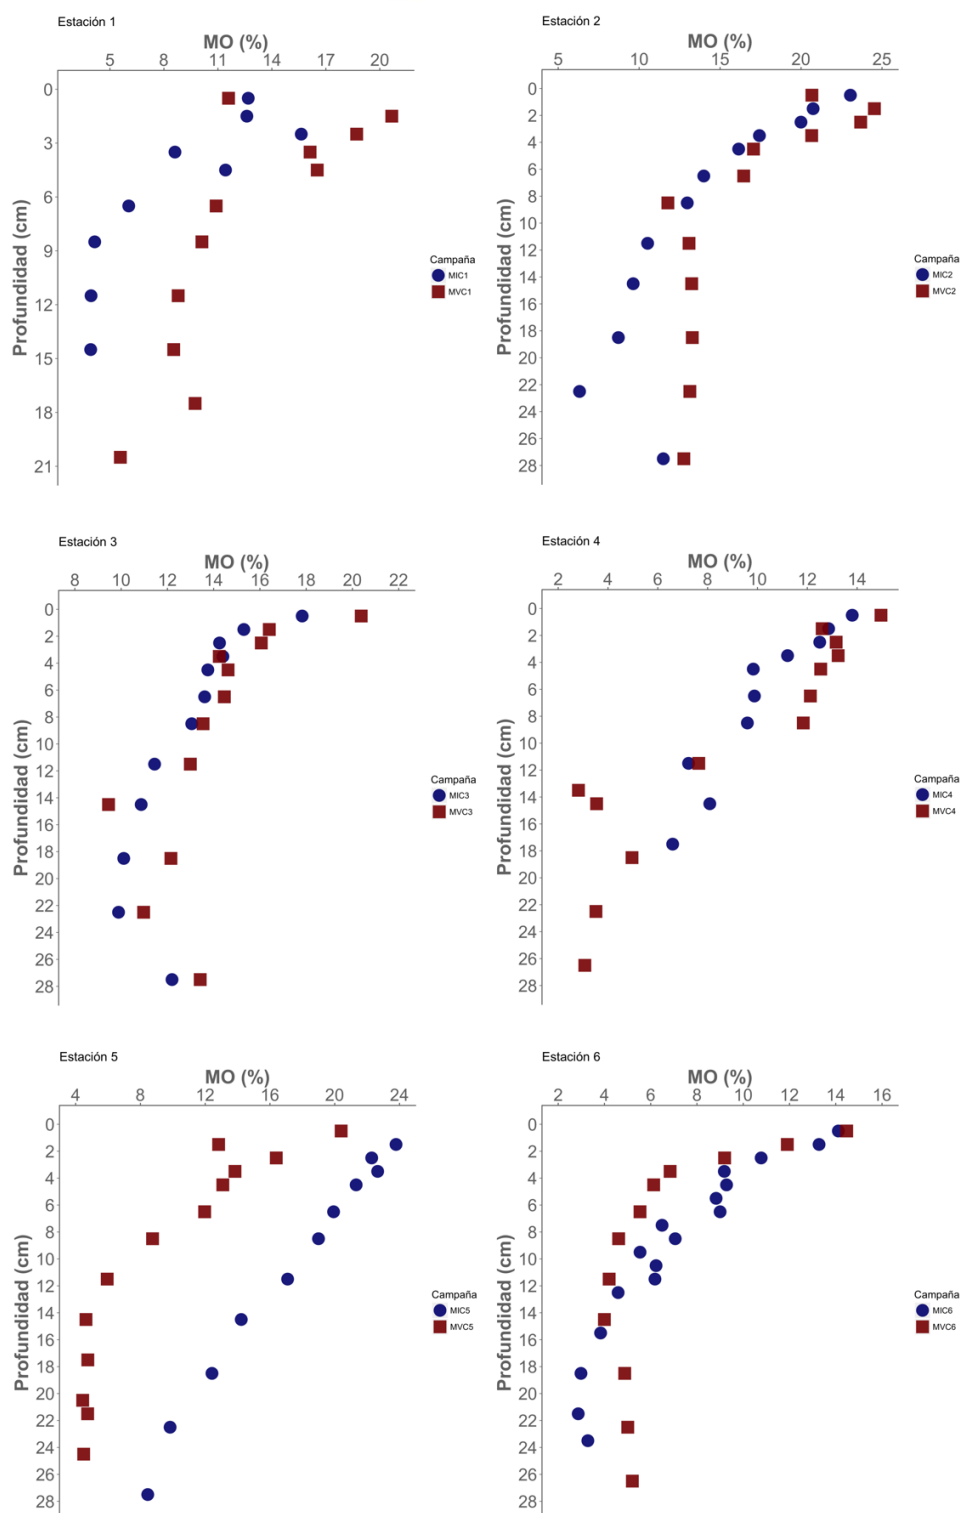 Estación 1
MO (%)
5 8 11 14 17 20
0
3
6
9
12
15
18
21
Profundidad (cm)
Campaña
MIC1
MVC1
Estación 2
MO (%)
5 10 15 20 25
0
2
4
6
8
10
12
14
16
18
20
22
24
26
28
Profundidad (cm)
Campaña
MIC2
MVC2
Estación 3
MO (%)
8 10 12 14 16 18 20 22
0
2
4
6
8
10
12
14
16
18
20
22
24
26
28
Profundidad (cm)
Campaña
MIC3
MVC3
Estación 4
MO (%)
2 4 6 8 10 12 14
0
2
4
6
8
10
12
14
16
18
20
22
24
26
28
Profundidad (cm)
Campaña
MIC4
MVC4
Estación 5
MO (%)
4 8 12 16 20 24
0
2
4
6
8
10
12
14
16
18
20
22
24
26
28
Profundidad (cm)
Campaña
MIC5
MVC5
Estación 6
MO (%)
2 4 6 8 10 12 14 16
0
2
4
6
8
10
12
14
16
18
20
22
24
26
28
Profundidad (cm)
Campaña
MIC6
MVC6